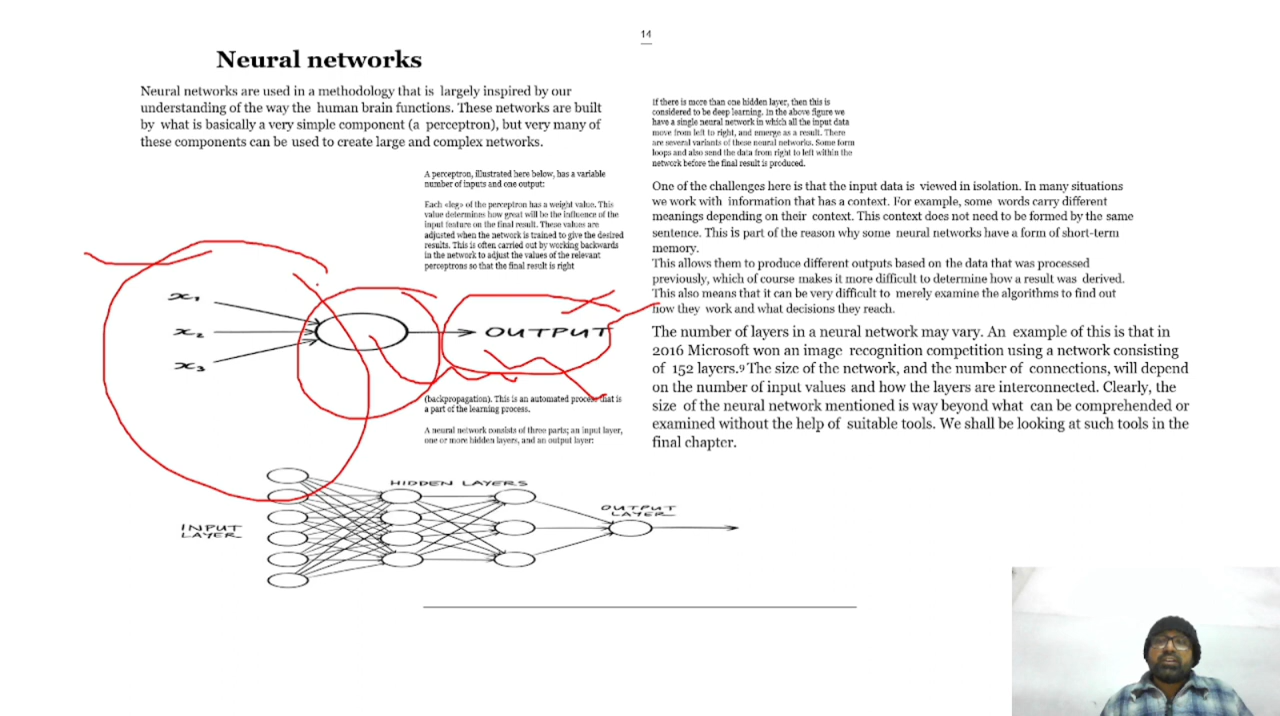 14
Neural networks
Neural networks are used in a methodology that is largely inspired by our
understanding of the way the human brain functions. These networks are built
by what is basically a very simple component (a perceptron), but very many of
these components can be used to create large and complex networks.
A perceptron, illustrated here below, has a variable
number of inputs and one output:
Each «leg» of the perceptron has a weight value. This
value determines how great will be the influence of the
input feature on the final result. These values are
adjusted when the network is trained to give the desired
results. This is often carried out by working backwards
in the network to adjust the values of the relevant
perceptrons so that the final result is right
x₁
x₂
x₃
OUTPUT
(backpropagation). This is an automated process that is
a part of the learning process.
A neural network consists of three parts; an input layer,
one or more hidden layers, and an output layer:
HIDDEN LAYERS
INPUT
LAYER
OUTPUT
LAYER
If there is more than one hidden layer, then this is
considered to be deep learning. In the above figure we
have a single neural network in which all the input data
move from left to right, and emerge as a result. There
are several variants of these neural networks. Some form
loops and also send the data from right to left within the
network before the final result is produced.
One of the challenges here is that the input data is viewed in isolation. In many situations
we work with information that has a context. For example, some words carry different
meanings depending on their context. This context does not need to be formed by the same
sentence. This is part of the reason why some neural networks have a form of short-term
memory.
This allows them to produce different outputs based on the data that was processed
previously, which of course makes it more difficult to determine how a result was derived.
This also means that it can be very difficult to merely examine the algorithms to find out
how they work and what decisions they reach.
The number of layers in a neural network may vary. An example of this is that in
2016 Microsoft won an image recognition competition using a network consisting
of 152 layers.9 The size of the network, and the number of connections, will depend
on the number of input values and how the layers are interconnected. Clearly, the
size of the neural network mentioned is way beyond what can be comprehended or
examined without the help of suitable tools. We shall be looking at such tools in the
final chapter.